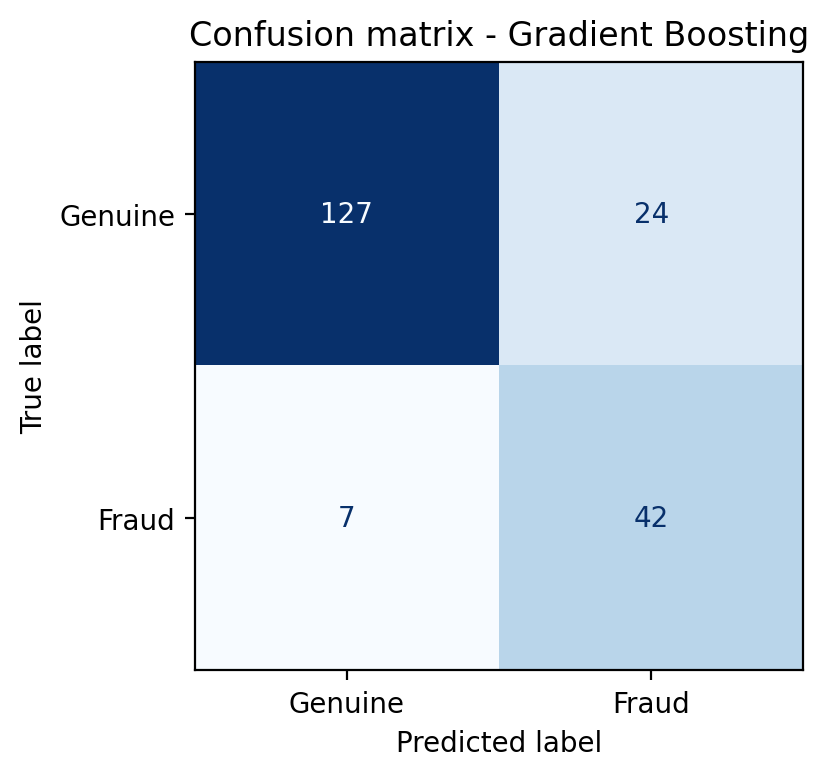 Confusion matrix - Gradient Boosting
True label
Genuine
127
24
Fraud
7
42
Genuine
Fraud
Predicted label